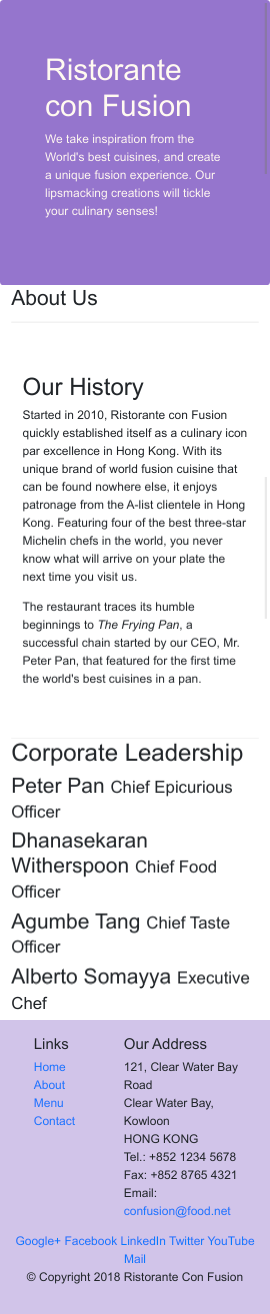 Ristorante
con Fusion
We take inspiration from the
World's best cuisines, and create
a unique fusion experience. Our
lipsmacking creations will tickle
your culinary senses!
About Us
Our History
Started in 2010, Ristorante con Fusion
quickly established itself as a culinary icon
par excellence in Hong Kong. With its
unique brand of world fusion cuisine that
can be found nowhere else, it enjoys
patronage from the A-list clientele in Hong
Kong. Featuring four of the best three-star
Michelin chefs in the world, you never
know what will arrive on your plate the
next time you visit us.
The restaurant traces its humble
beginnings to The Frying Pan, a
successful chain started by our CEO, Mr.
Peter Pan, that featured for the first time
the world's best cuisines in a pan.
Corporate Leadership
Peter Pan Chief Epicurious
Officer
Dhanasekaran
Witherspoon Chief Food
Officer
Agumbe Tang Chief Taste
Officer
Alberto Somayya Executive
Chef
Links
Home
About
Menu
Contact
Our Address
121, Clear Water Bay
Road
Clear Water Bay,
Kowloon
HONG KONG
Tel.: +852 1234 5678
Fax: +852 8765 4321
Email:
confusion@food.net
Google+ Facebook LinkedIn Twitter YouTube
Mail
© Copyright 2018 Ristorante Con Fusion